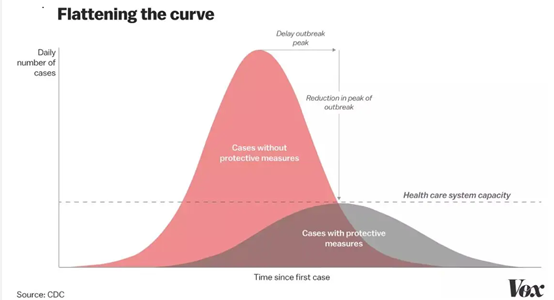 Flattening the curve
Delay outbreak
peak
Daily
number of
cases
Reduction in peak of
outbreak
Cases without
protective measures
Health care system capacity
Cases with protective
measures
Time since first case
Source: CDC
Vox